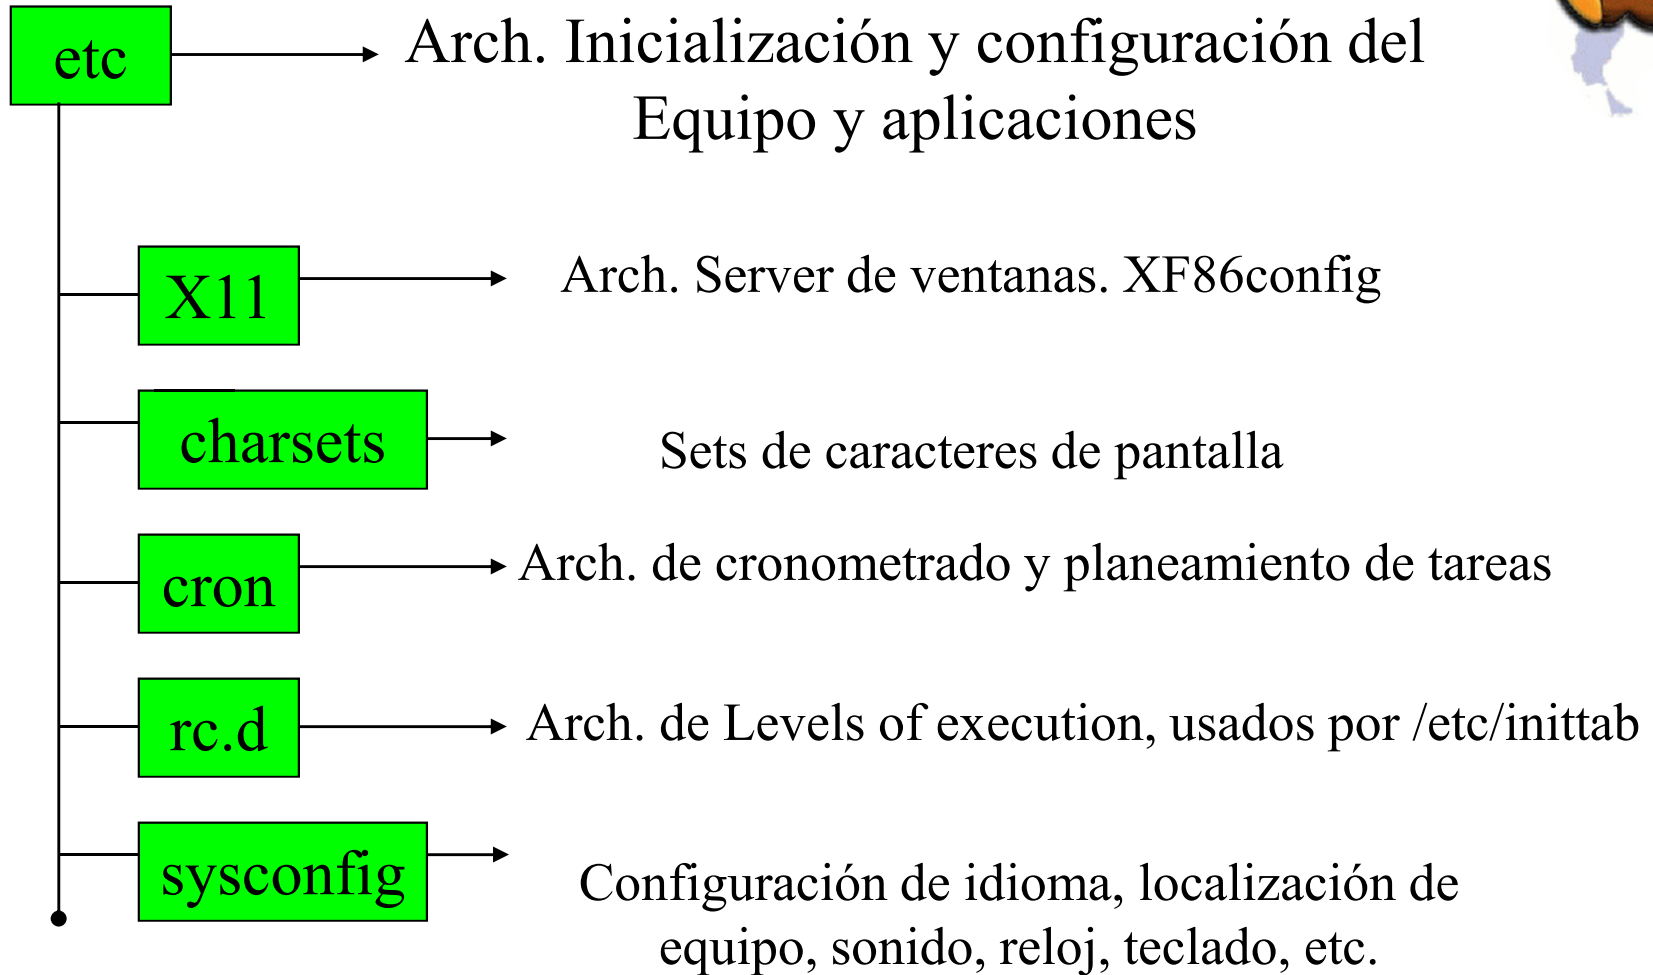 etc
Arch. Inicialización y configuración del
Equipo y aplicaciones
X11
Arch. Server de ventanas. XF86config
charsets
Sets de caracteres de pantalla
cron
Arch. de cronometrado y planeamiento de tareas
rc.d
Arch. de Levels of execution, usados por /etc/inittab
sysconfig
Configuración de idioma, localización de
equipo, sonido, reloj, teclado, etc.